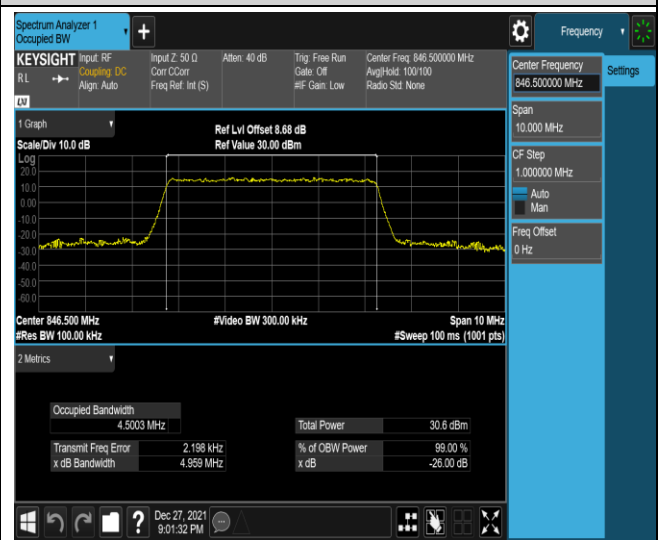 Spectrum Analyzer 1
Occupied BW
Frequency
KEYSIGHT
Input: RF
Coupling: DC
Align: Auto
Input Z: 50 Ω
Corr CCorr
Freq Ref: Int (S)
Atten: 40 dB
Trig: Free Run
Gate: Off
#IF Gain: Low
Center Freq: 846.500000 MHz
Avg|Hold: 100/100
Radio Std: None
RL
Center Frequency
846.500000 MHz
Settings
Span
10.000 MHz
CF Step
1.000000 MHz
Auto
Man
Freq Offset
0 Hz
1 Graph
Scale/Div 10.0 dB
Ref Lvl Offset 8.68 dB
Ref Value 30.00 dBm
Log
20.0
10.0
0.00
-10.0
-20.0
-30.0
-40.0
-50.0
-60.0
Center 846.500 MHz
#Video BW 300.00 kHz
Span 10 MHz
#Res BW 100.00 kHz
#Sweep 100 ms (1001 pts)
2 Metrics
Occupied Bandwidth
4.5003 MHz
Total Power 30.6 dBm
Transmit Freq Error 2.198 kHz
% of OBW Power 99.00 %
x dB Bandwidth 4.959 MHz
x dB -26.00 dB
?
Dec 27, 2021
9:01:32 PM